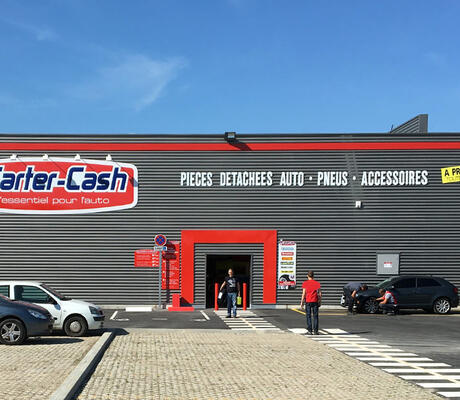 arter-Cash
l'essentiel pour l'auto
PIECES DETACHEES AUTO • PNEUS • ACCESSOIRES
A PR